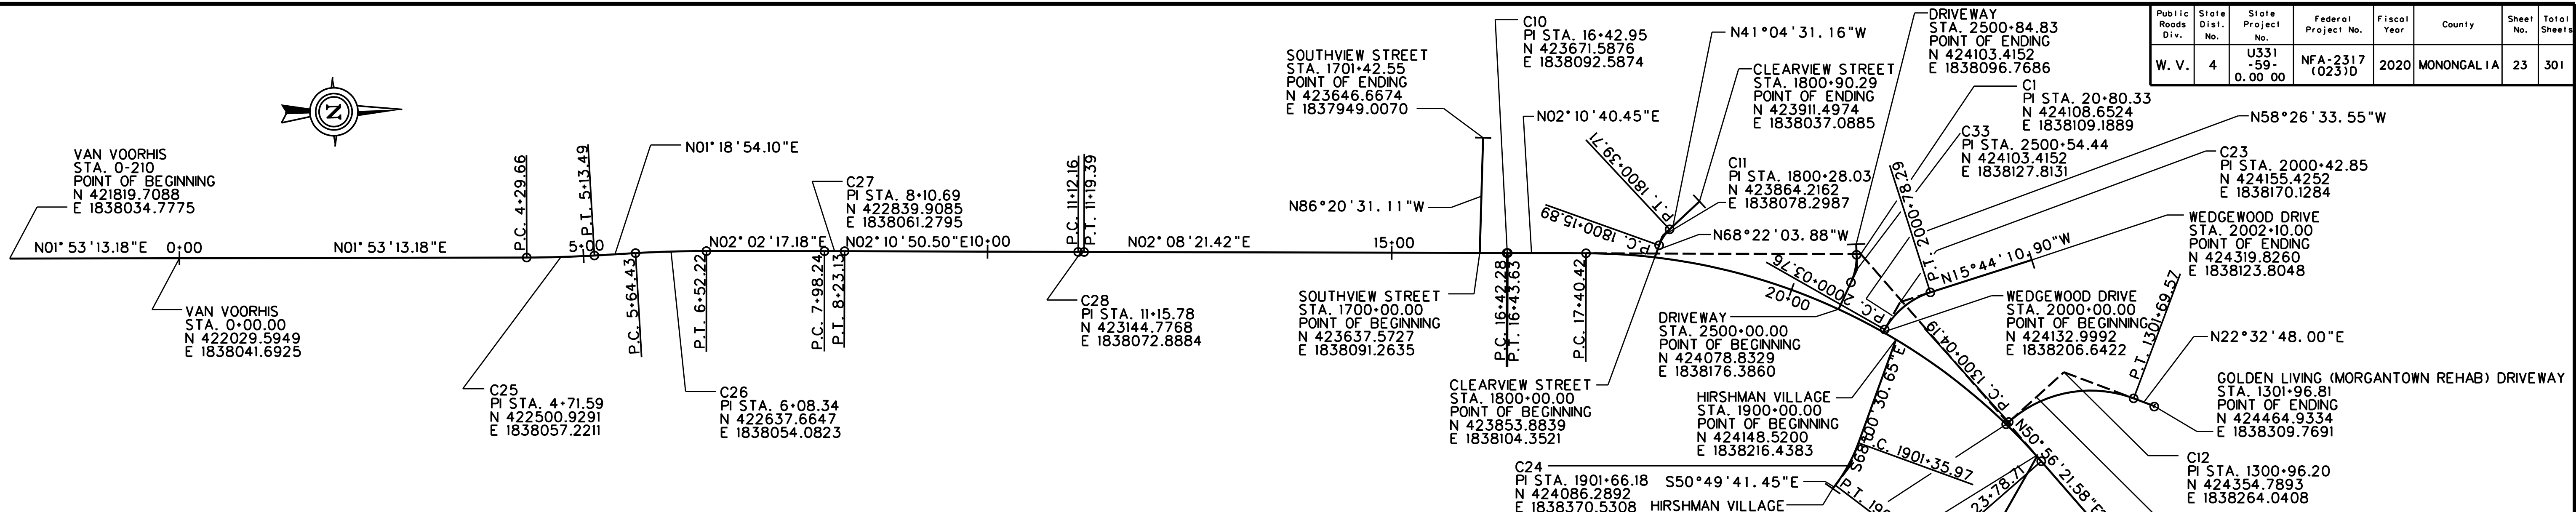 Public Roads Div.
State Dist. No.
State Project No.
Federal Project No.
Fiscal Year
County
Sheet No.
Total Sheets
W. V.
4
U331 -59- 0.00 00
NFA-2317 (023)D
2020
MONONGALIA
23
301
N
VAN VOORHIS
STA. 0-210
POINT OF BEGINNING
N 421819.7088
E 1838034.7775
N01°53'13.18"E
0+00
N01°53'13.18"E
VAN VOORHIS
STA. 0+00.00
N 422029.5949
E 1838041.6925
P.C. 4+29.66
P.T. 5+13.49
5+00
N01°18'54.10"E
C25
PI STA. 4+71.59
N 422500.9291
E 1838057.2211
P.C. 5+64.43
P.T. 6+52.22
C26
PI STA. 6+08.34
N 422637.6647
E 1838054.0823
N02°02'17.18"E
C27
PI STA. 8+10.69
N 422839.9085
E 1838061.2795
P.C. 7+98.24
P.T. 8+23.13
N02°10'50.50"E
10+00
P.C. 11+12.16
P.T. 11+19.39
C28
PI STA. 11+15.78
N 423144.7768
E 1838072.8884
N02°08'21.42"E
15+00
SOUTHVIEW STREET
STA. 1701+42.55
POINT OF ENDING
N 423646.6674
E 1837949.0070
N86°20'31.11"W
SOUTHVIEW STREET
STA. 1700+00.00
POINT OF BEGINNING
N 423637.5727
E 1838091.2635
C10
PI STA. 16+42.95
N 423671.5876
E 1838092.5874
P.C. 16+42.28
P.T. 16+43.63
N02°10'40.45"E
P.C. 17+40.42
P.T. 1800+39.71
P.C. 1800+15.89
N41°04'31.16"W
CLEARVIEW STREET
STA. 1800+90.29
POINT OF ENDING
N 423911.4974
E 1838037.0885
C11
PI STA. 1800+28.03
N 423864.2162
E 1838078.2987
N68°22'03.88"W
CLEARVIEW STREET
STA. 1800+00.00
POINT OF BEGINNING
N 423853.8839
E 1838104.3521
DRIVEWAY
STA. 2500+84.83
POINT OF ENDING
N 424103.4152
E 1838096.7686
C1
PI STA. 20+80.33
N 424108.6524
E 1838109.1889
C33
PI STA. 2500+54.44
N 424103.4152
E 1838127.8131
N58°26'33.55"W
C23
PI STA. 2000+42.85
N 424155.4252
E 1838170.1284
P.T. 2000+78.29
P.C. 2000+03.76
20+00
N15°44'10.90"W
WEDGEWOOD DRIVE
STA. 2002+10.00
POINT OF ENDING
N 424319.8260
E 1838123.8048
WEDGEWOOD DRIVE
STA. 2000+00.00
POINT OF BEGINNING
N 424132.9992
E 1838206.6422
DRIVEWAY
STA. 2500+00.00
POINT OF BEGINNING
N 424078.8329
E 1838176.3860
HIRSHMAN VILLAGE
STA. 1900+00.00
POINT OF BEGINNING
N 424148.5200
E 1838216.4383
P.C. 1300+04.19
P.T. 1301+69.57
N22°32'48.00"E
GOLDEN LIVING (MORGANTOWN REHAB) DRIVEWAY
STA. 1301+96.81
POINT OF ENDING
N 424464.9334
E 1838309.7691
C12
PI STA. 1300+96.20
N 424354.7893
E 1838264.0408
.C. 1901+35.97
C24
PI STA. 1901+66.18
N 424086.2892
E 1838370.5308
S50°49'41.45"E
HIRSHMAN VILLAGE
N50°56'21.58"E
23+78.71